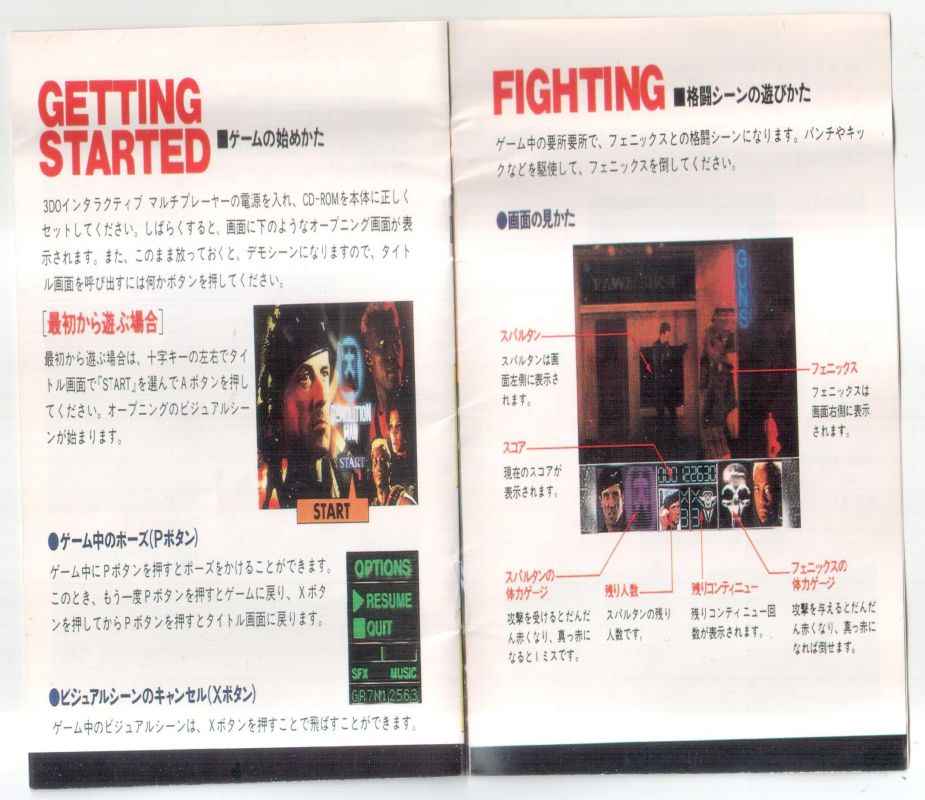 GETTING
STARTED ■ゲームの始めかた
3DOインタラクティブ マルチプレーヤーの電源を入れ、CD-ROMを本体に正しく
セットしてください。しばらくすると、画面に下のようなオープニング画面が表
示されます。また、このまま放っておくと、デモシーンになりますので、タイト
ル画面を呼び出すには何かボタンを押してください。
[最初から遊ぶ場合]
最初から遊ぶ場合は、十字キーの左右でタイ
トル画面で『START』を選んでAボタンを押し
てください。オープニングのビジュアルシー
ンが始まります。
START
START
●ゲーム中のポーズ(Pボタン)
ゲーム中にPボタンを押すとポーズをかけることができます。
このとき、もう一度Pボタンを押すとゲームに戻り、Xボタ
ンを押してからPボタンを押すとタイトル画面に戻ります。
OPTIONS
RESUME
QUIT
SFX MUSIC
GR7N12563
●ビジュアルシーンのキャンセル(Xボタン)
ゲーム中のビジュアルシーンは、Xボタンを押すことで飛ばすことができます。
FIGHTING ■格闘シーンの遊びかた
ゲーム中の要所要所で、フェニックスとの格闘シーンになります。パンチやキッ
クなどを駆使して、フェニックスを倒してください。
●画面の見かた
GUNS
スパルタン
スパルタンは画
面左側に表示さ
れます。
フェニックス
フェニックスは
画面右側に表示
されます。
スコア
現在のスコアが
表示されます。
000122630
スパルタンの
体力ゲージ
攻撃を受けるとだんだ
ん赤くなり、真っ赤に
なると1ミスです。
残り人数
スパルタンの残り
人数です。
残りコンティニュー
残りコンティニュー回
数が表示されます。
フェニックスの
体力ゲージ
攻撃を与えるとだんだ
ん赤くなり、真っ赤に
なれば倒せます。